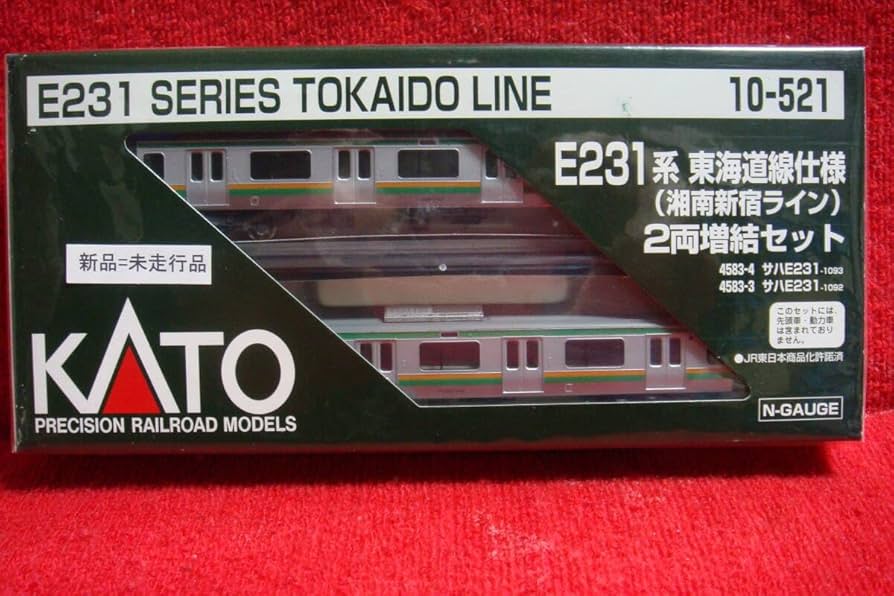 E231 SERIES TOKAIDO LINE
10-521
E231系 東海道線仕様
(湘南新宿ライン)
2両増結セット
4583-4 サハE231-1093
4583-3 サハE231-1092
このセットには、
先頭車・動力車
は含まれており
ません。
●JR東日本商品化許諾済
N-GAUGE
新品=未走行品
KATO
PRECISION RAILROAD MODELS